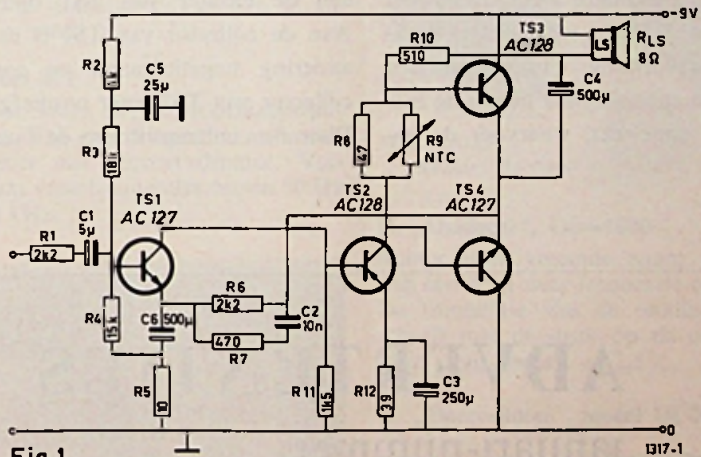 -9V
TS3
AC128
R10
510
LS
RLS
8Ω
R2
1k
C5
25μ
C4
500μ
R8
47
R9
NTC
R3
18k
TS1
AC127
TS2
AC128
TS4
AC127
C1
5μ
R1
2k2
R6
2k2
C2
10n
R4
15k
C6
500μ
470
R7
R5
10
R11
1k5
R12
39
C3
250μ
0
Fig.1
1317-1